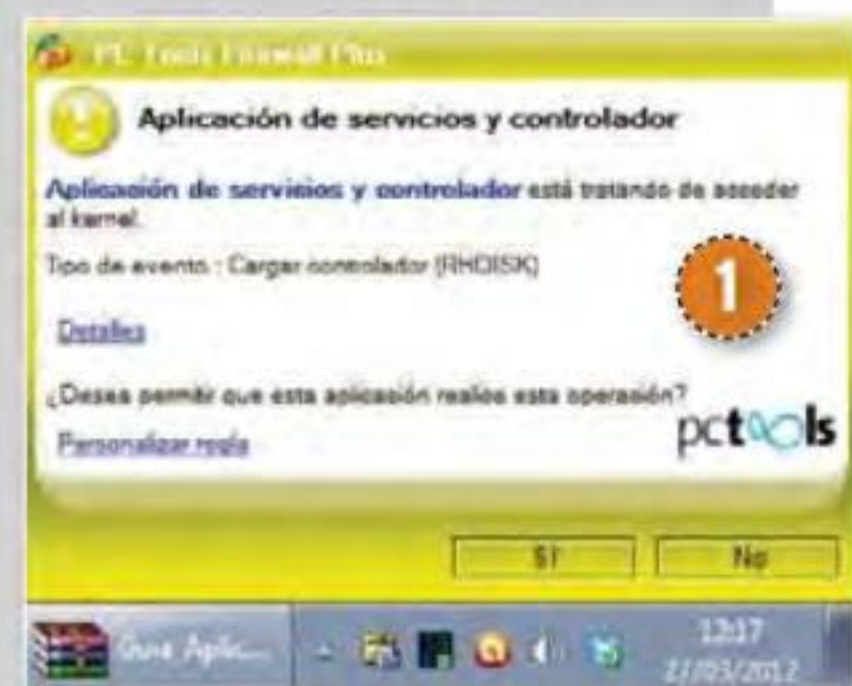 PC Tools Firewall Plus
Aplicación de servicios y controlador
Aplicación de servicios y controlador está tratando de acceder
al kernel.
Tipo de evento : Cargar controlador (RHDISK)
Detalles
1
¿Desea permitir que esta aplicación realice esta operación?
pctools
Personalizar regla
Sí
No
Guía Aplic...
12:17
27/03/2012